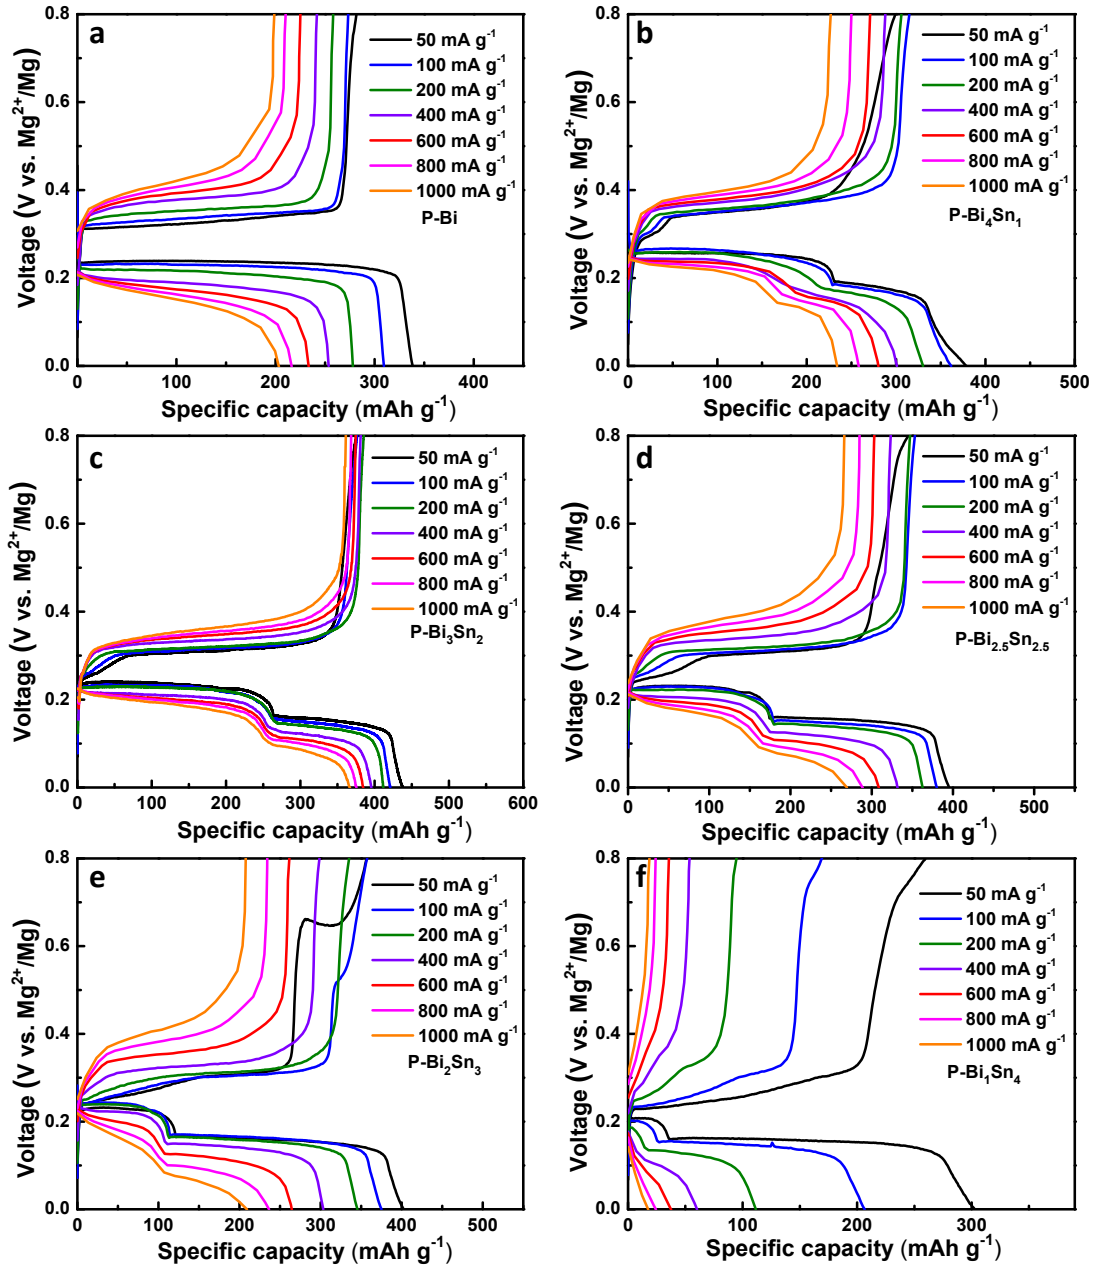 a
50 mA g⁻¹
100 mA g⁻¹
200 mA g⁻¹
400 mA g⁻¹
600 mA g⁻¹
800 mA g⁻¹
1000 mA g⁻¹
P-Bi
0.8
0.6
0.4
0.2
0.0
0
100
200
300
400
Voltage (V vs. Mg²⁺/Mg)
Specific capacity (mAh g⁻¹)
b
50 mA g⁻¹
100 mA g⁻¹
200 mA g⁻¹
400 mA g⁻¹
600 mA g⁻¹
800 mA g⁻¹
1000 mA g⁻¹
P-Bi₄Sn₁
0.8
0.6
0.4
0.2
0.0
0
100
200
300
400
500
Voltage (V vs. Mg²⁺/Mg)
Specific capacity (mAh g⁻¹)
c
50 mA g⁻¹
100 mA g⁻¹
200 mA g⁻¹
400 mA g⁻¹
600 mA g⁻¹
800 mA g⁻¹
1000 mA g⁻¹
P-Bi₃Sn₂
0.8
0.6
0.4
0.2
0.0
0
100
200
300
400
500
600
Voltage (V vs. Mg²⁺/Mg)
Specific capacity (mAh g⁻¹)
d
50 mA g⁻¹
100 mA g⁻¹
200 mA g⁻¹
400 mA g⁻¹
600 mA g⁻¹
800 mA g⁻¹
1000 mA g⁻¹
P-Bi₂.₅Sn₂.₅
0.8
0.6
0.4
0.2
0.0
0
100
200
300
400
500
Voltage (V vs. Mg²⁺/Mg)
Specific capacity (mAh g⁻¹)
e
50 mA g⁻¹
100 mA g⁻¹
200 mA g⁻¹
400 mA g⁻¹
600 mA g⁻¹
800 mA g⁻¹
1000 mA g⁻¹
P-Bi₂Sn₃
0.8
0.6
0.4
0.2
0.0
0
100
200
300
400
500
Voltage (V vs. Mg²⁺/Mg)
Specific capacity (mAh g⁻¹)
f
50 mA g⁻¹
100 mA g⁻¹
200 mA g⁻¹
400 mA g⁻¹
600 mA g⁻¹
800 mA g⁻¹
1000 mA g⁻¹
P-Bi₁Sn₄
0.8
0.6
0.4
0.2
0.0
0
100
200
300
Voltage (V vs. Mg²⁺/Mg)
Specific capacity (mAh g⁻¹)